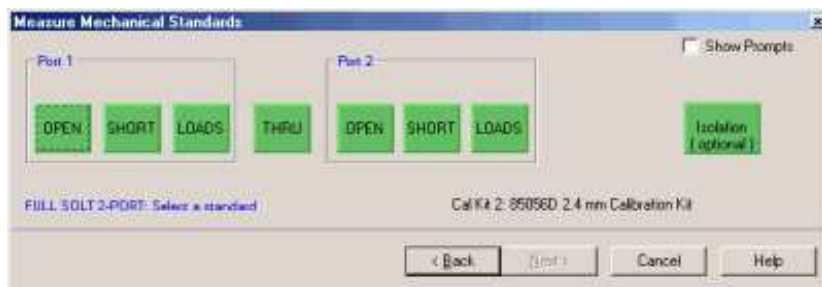 Measure Mechanical Standards
Show Prompts
Port 1
Port 2
OPEN SHORT LOADS THRU OPEN SHORT LOADS
Isolation
( optional )
FULL SOLT 2-PORT: Select a standard
Cal Kit 2: 85056D 2.4 mm Calibration Kit
< Back Next > Cancel Help